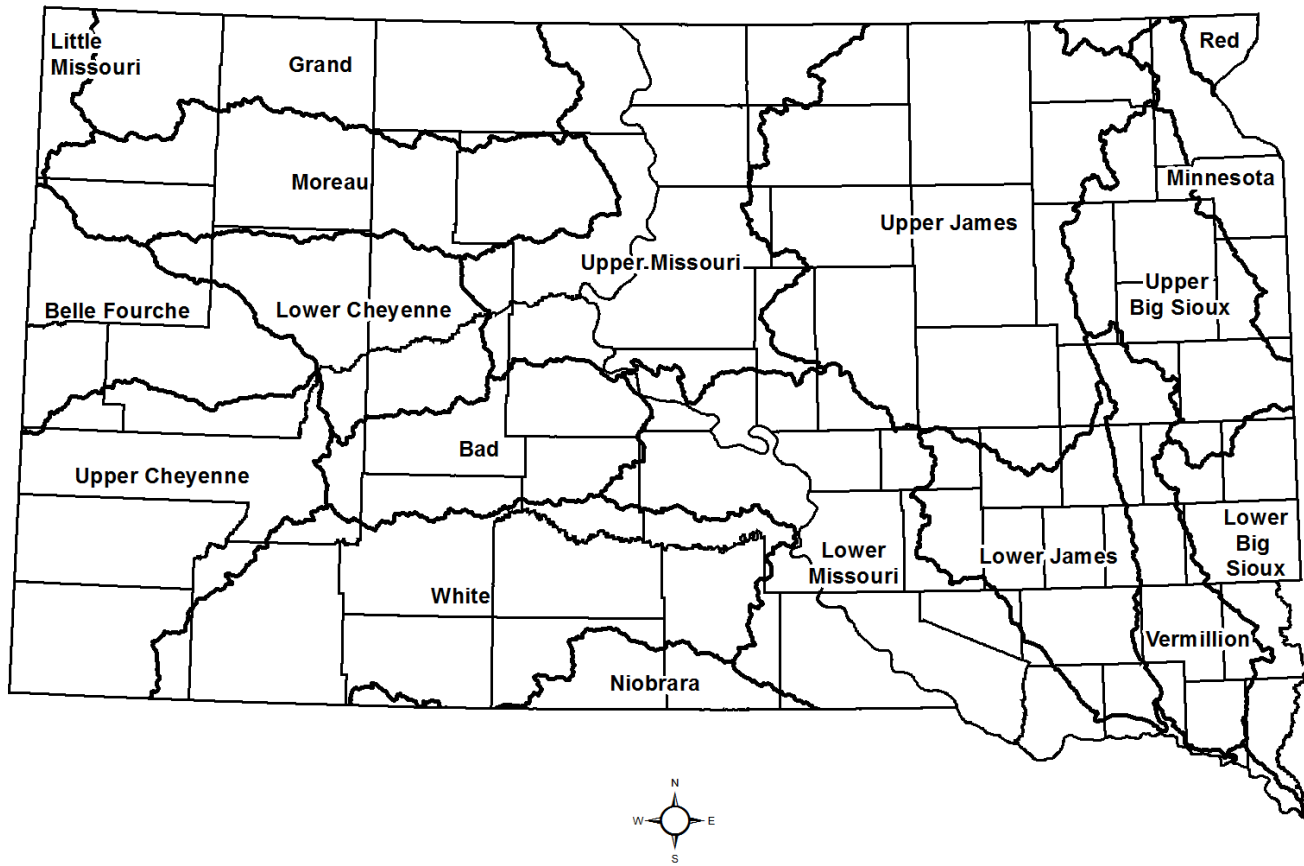 Little
Missouri
Grand
Red
Moreau
Minnesota
Upper James
Upper Missouri
Belle Fourche
Lower Cheyenne
Upper
Big Sioux
Bad
Upper Cheyenne
Lower
Missouri
Lower James
Lower
Big
Sioux
White
Vermillion
Niobrara
N
W
E
S